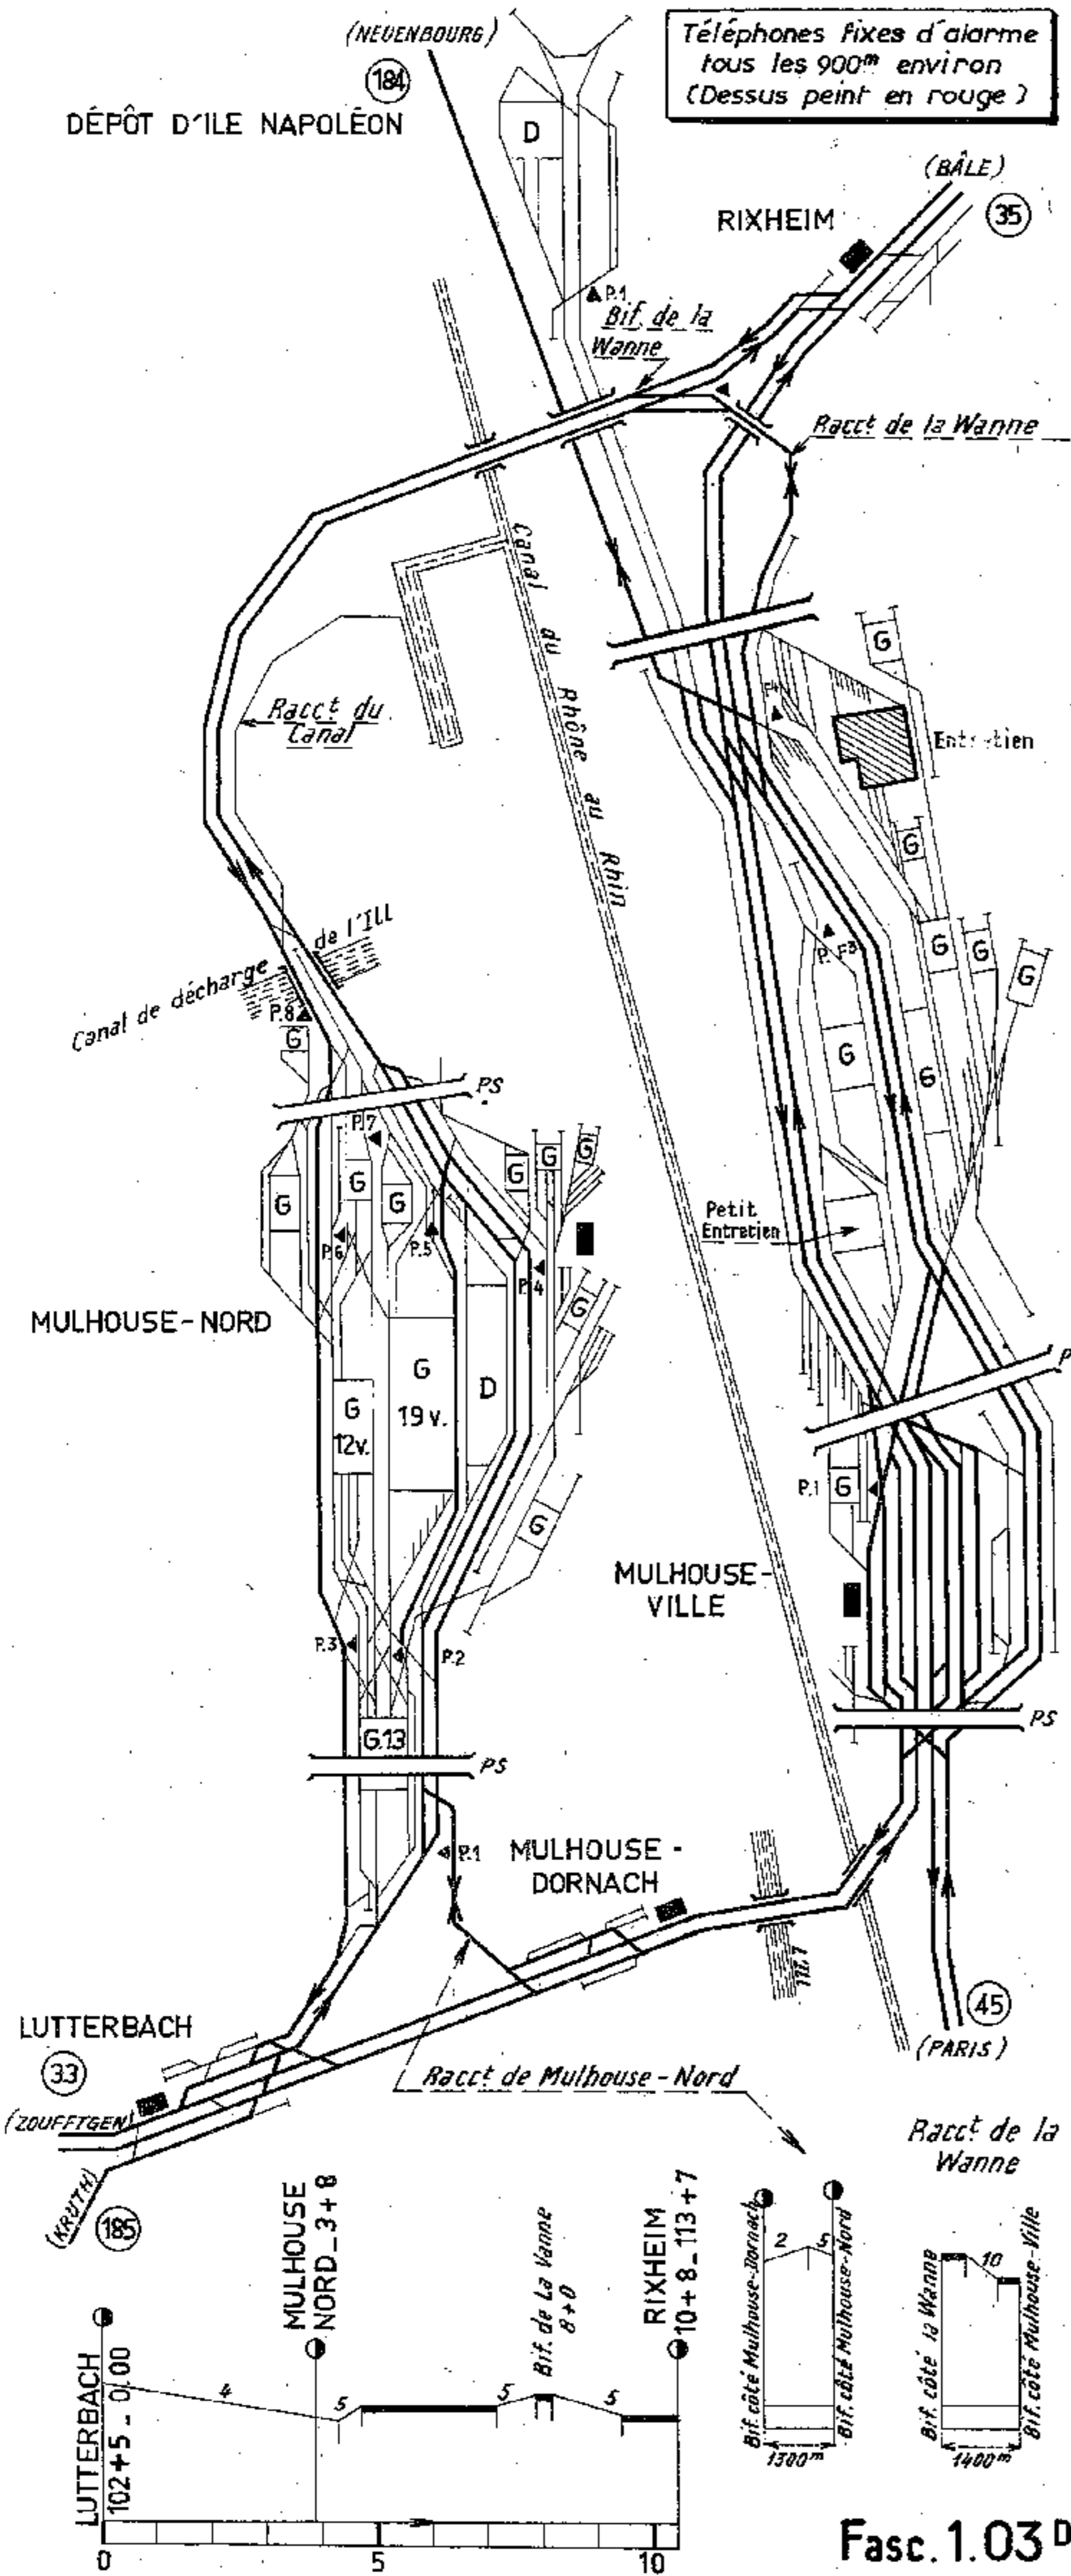 (NEUENBOURG)
184
DÉPÔT D'ILE NAPOLÉON
D
Téléphones fixes d'alarme
tous les 900m environ
(Dessus peint en rouge)
(BÂLE)
35
RIXHEIM
P.1
Bif. de la
Wanne
Racct de la Wanne
Canal du Rhône au Rhin
Racct du
Canal
G
P.F4
Entretien
G
P.F3
G
G
G
G
G
Canal de décharge de l'Ill
P.8
G
PS
P.7
G
G
G
G
G
G
P.6
P.5
P.4
Petit
Entretien
MULHOUSE-NORD
G
G
19 v.
G
12v.
D
G
P.1
G
MULHOUSE-
VILLE
P.3
P.2
G.13
PS
PS
P.1
MULHOUSE-
DORNACH
ILL
LUTTERBACH
33
(ZOUFFTGEN)
(KRUTH)
185
45
(PARIS)
Racct de Mulhouse-Nord
Racct de la
Wanne
LUTTERBACH
102+5_0,00
MULHOUSE
NORD_3+8
Bif. de La Vanne
8+0
RIXHEIM
10+8_113+7
4
5
5
5
0
5
10
Bif. côté Mulhouse-Dornach
2
5
Bif. côté Mulhouse-Nord
1300m
Bif. côté la Wanne
10
Bif. côté Mulhouse-Ville
1400m
Fasc. 1.03 D